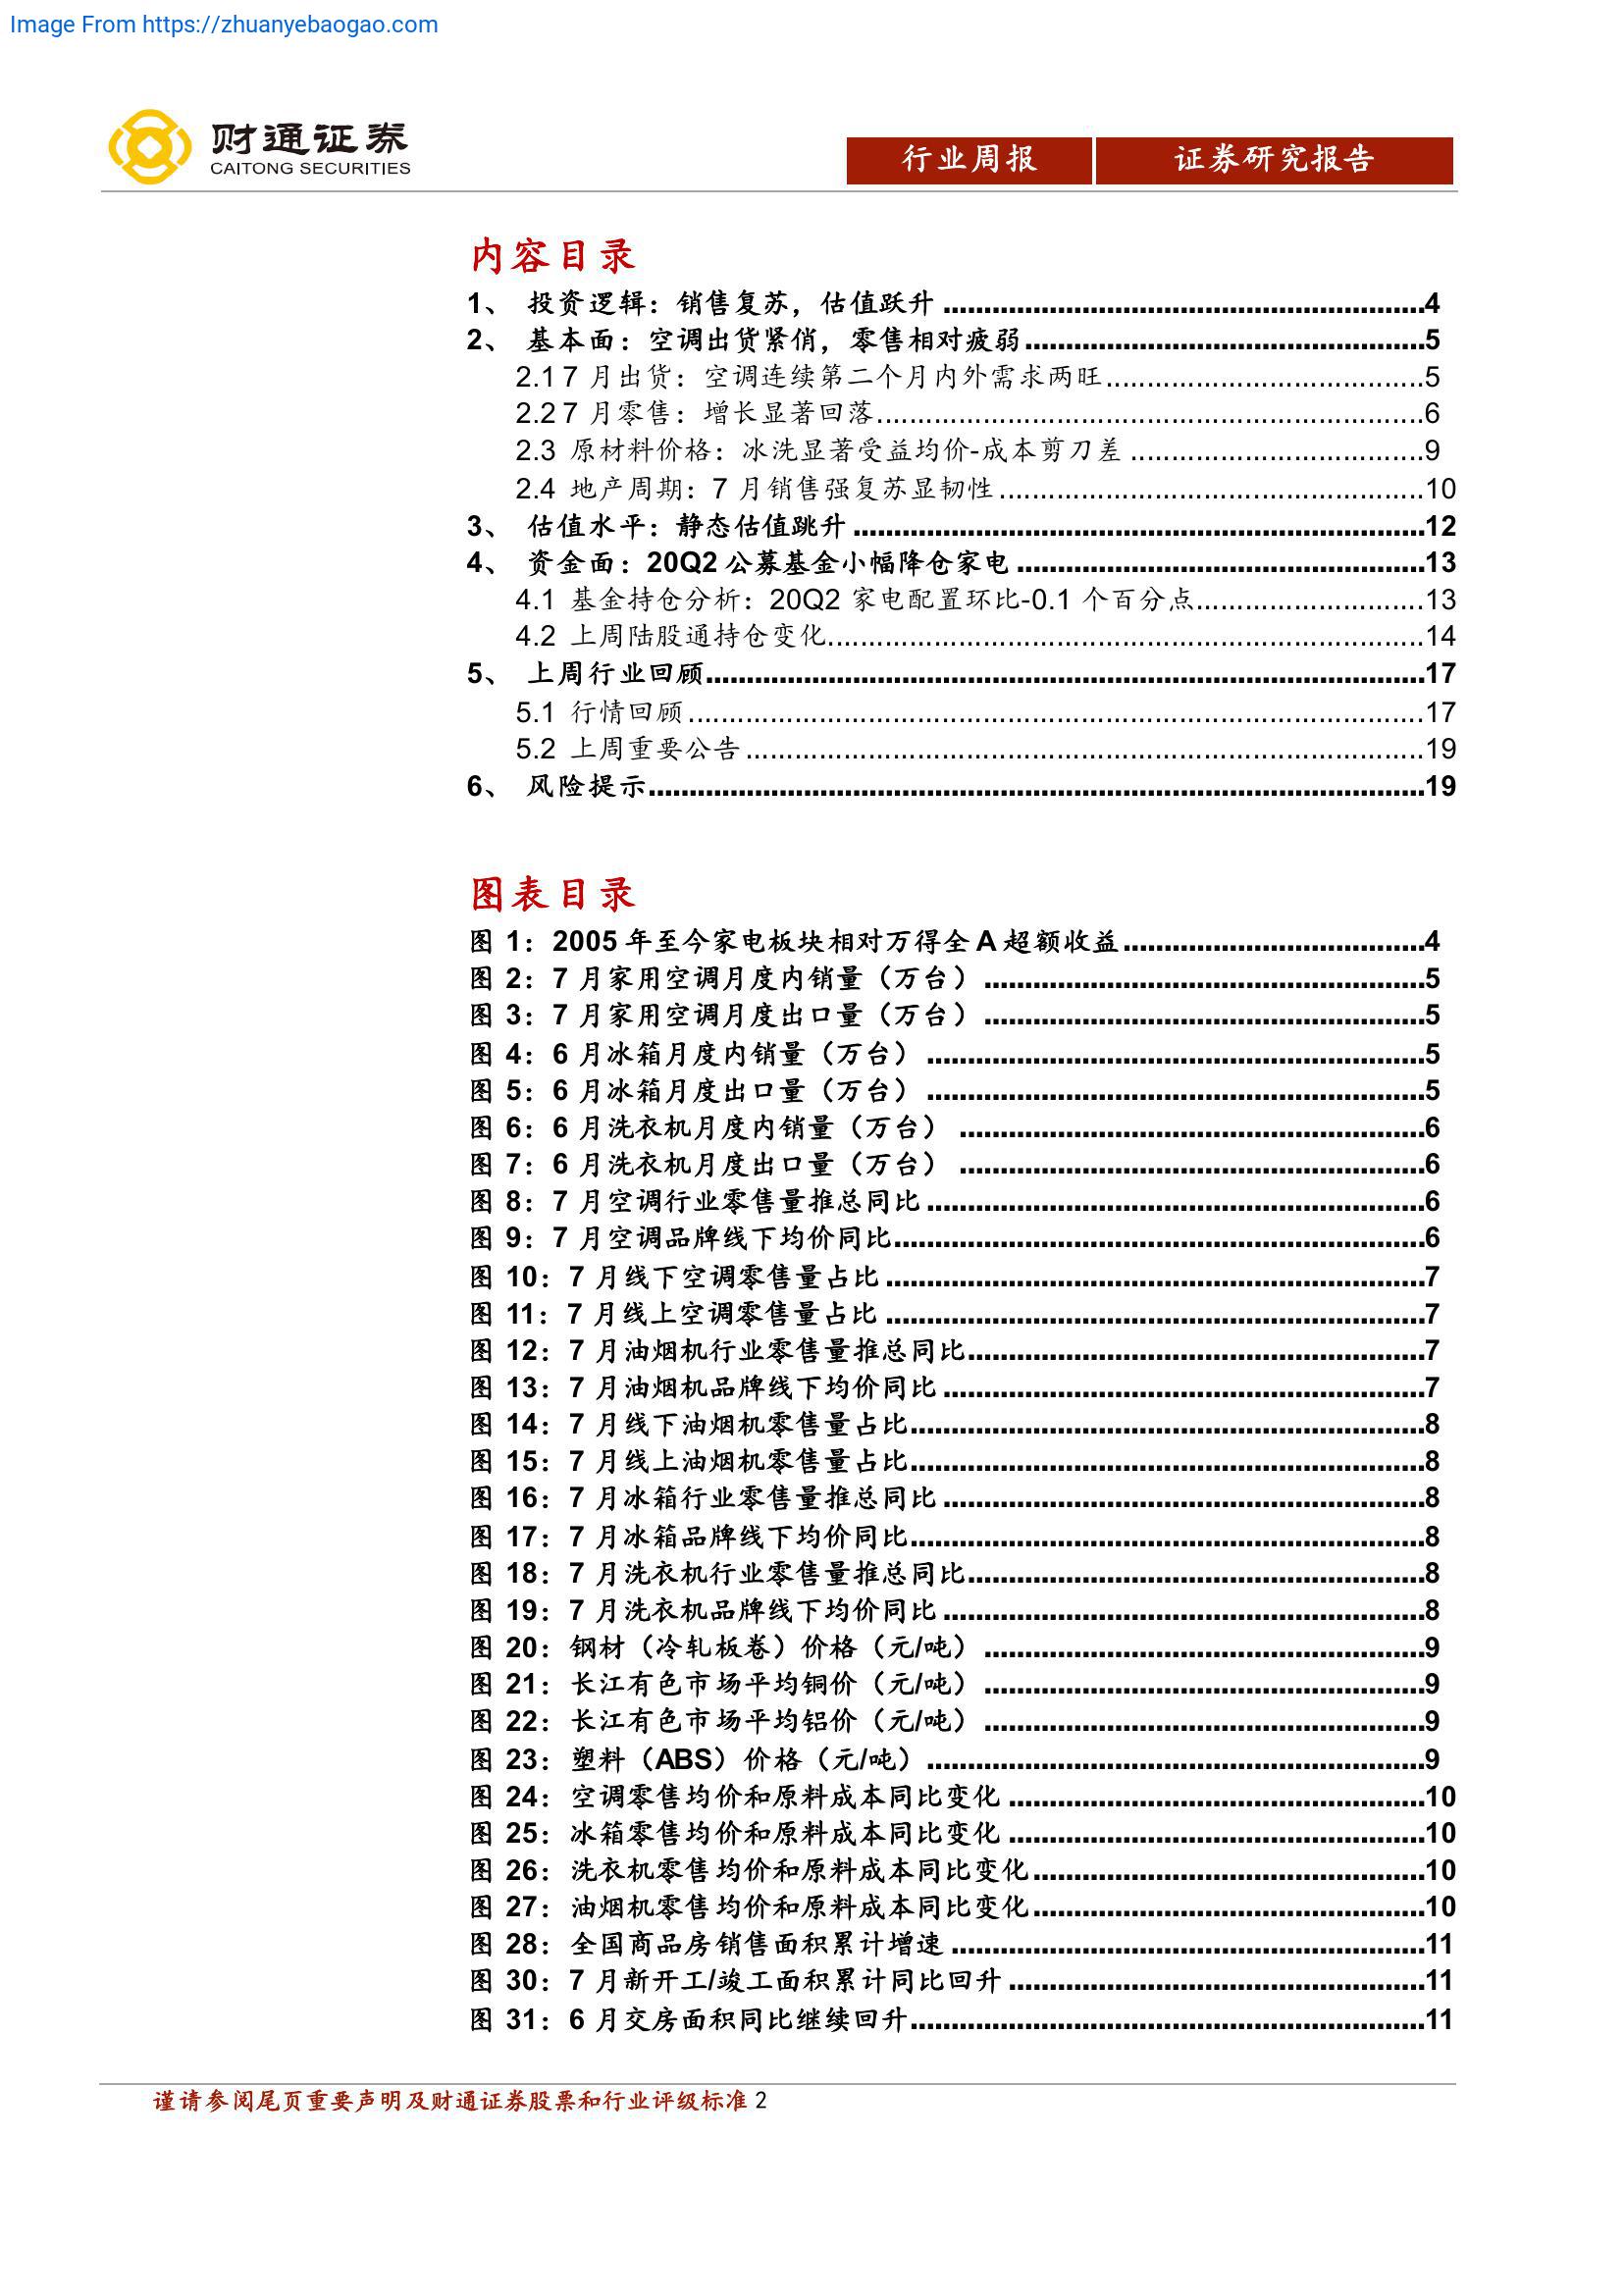 Image From https://zhuanyebaogao.com
财通证券
CAITONG SECURITIES
行业周报
证券研究报告
内容目录
1、 投资逻辑：销售复苏，估值跃升 ..........4
2、 基本面：空调出货紧俏，零售相对疲弱..........5
2.1 7 月出货：空调连续第二个月内外需求两旺..........5
2.2 7 月零售：增长显著回落..........6
2.3 原材料价格：冰洗显著受益均价-成本剪刀差 ..........9
2.4 地产周期：7 月销售强复苏显韧性..........10
3、 估值水平：静态估值跳升 ..........12
4、 资金面：20Q2 公募基金小幅降仓家电 ..........13
4.1 基金持仓分析：20Q2 家电配置环比-0.1 个百分点..........13
4.2 上周陆股通持仓变化..........14
5、 上周行业回顾..........17
5.1 行情回顾 ..........17
5.2 上周重要公告 ..........19
6、 风险提示..........19
图表目录
图 1：2005 年至今家电板块相对万得全 A 超额收益..........4
图 2：7 月家用空调月度内销量（万台） ..........5
图 3：7 月家用空调月度出口量（万台） ..........5
图 4：6 月冰箱月度内销量（万台） ..........5
图 5：6 月冰箱月度出口量（万台） ..........5
图 6：6 月洗衣机月度内销量（万台） ..........6
图 7：6 月洗衣机月度出口量（万台） ..........6
图 8：7 月空调行业零售量推总同比 ..........6
图 9：7 月空调品牌线下均价同比..........6
图 10：7 月线下空调零售量占比 ..........7
图 11：7 月线上空调零售量占比 ..........7
图 12：7 月油烟机行业零售量推总同比..........7
图 13：7 月油烟机品牌线下均价同比 ..........7
图 14：7 月线下油烟机零售量占比..........8
图 15：7 月线上油烟机零售量占比..........8
图 16：7 月冰箱行业零售量推总同比 ..........8
图 17：7 月冰箱品牌线下均价同比..........8
图 18：7 月洗衣机行业零售量推总同比..........8
图 19：7 月洗衣机品牌线下均价同比 ..........8
图 20：钢材（冷轧板卷）价格（元/吨） ..........9
图 21：长江有色市场平均铜价（元/吨） ..........9
图 22：长江有色市场平均铝价（元/吨） ..........9
图 23：塑料（ABS）价格（元/吨） ..........9
图 24：空调零售均价和原料成本同比变化 ..........10
图 25：冰箱零售均价和原料成本同比变化 ..........10
图 26：洗衣机零售均价和原料成本同比变化..........10
图 27：油烟机零售均价和原料成本同比变化..........10
图 28：全国商品房销售面积累计增速 ..........11
图 30：7 月新开工/竣工面积累计同比回升 ..........11
图 31：6 月交房面积同比继续回升..........11
谨请参阅尾页重要声明及财通证券股票和行业评级标准 2